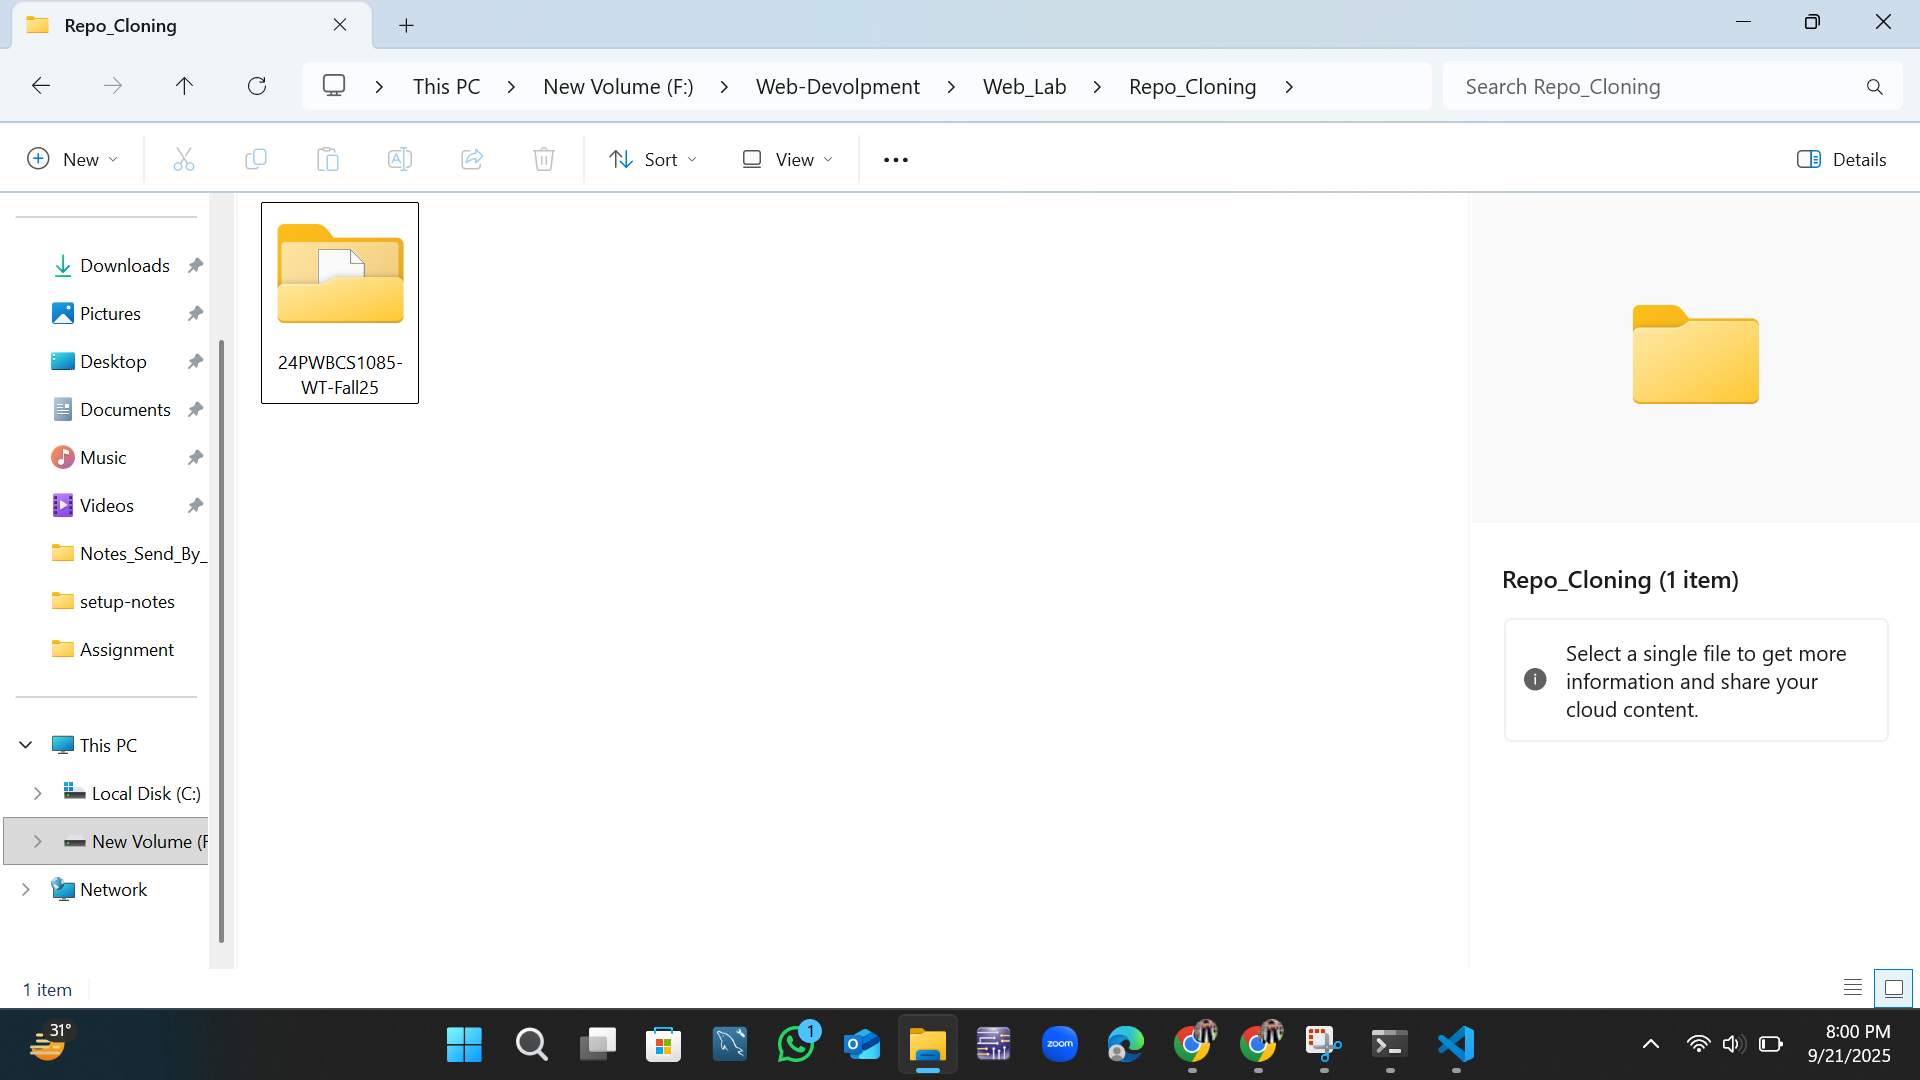 Repo_Cloning
This PC
New Volume (F:)
Web-Devolpment
Web_Lab
Repo_Cloning
Search Repo_Cloning
New
Sort
View
Details
Downloads
Pictures
Desktop
Documents
Music
Videos
Notes_Send_By_
setup-notes
Assignment
This PC
Local Disk (C:)
New Volume (F
Network
24PWBCS1085-
WT-Fall25
Repo_Cloning (1 item)
Select a single file to get more
information and share your
cloud content.
1 item
31°
1
zoom
8:00 PM
9/21/2025